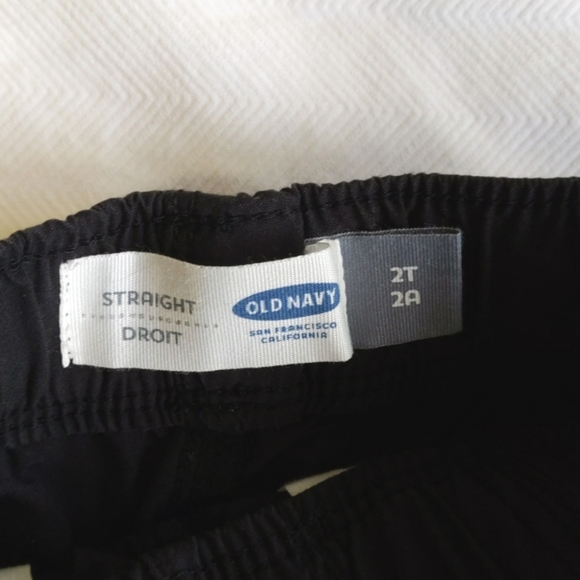 STRAIGHT
DROIT
OLD NAVY
SAN FRANCISCO
CALIFORNIA
2T
2A